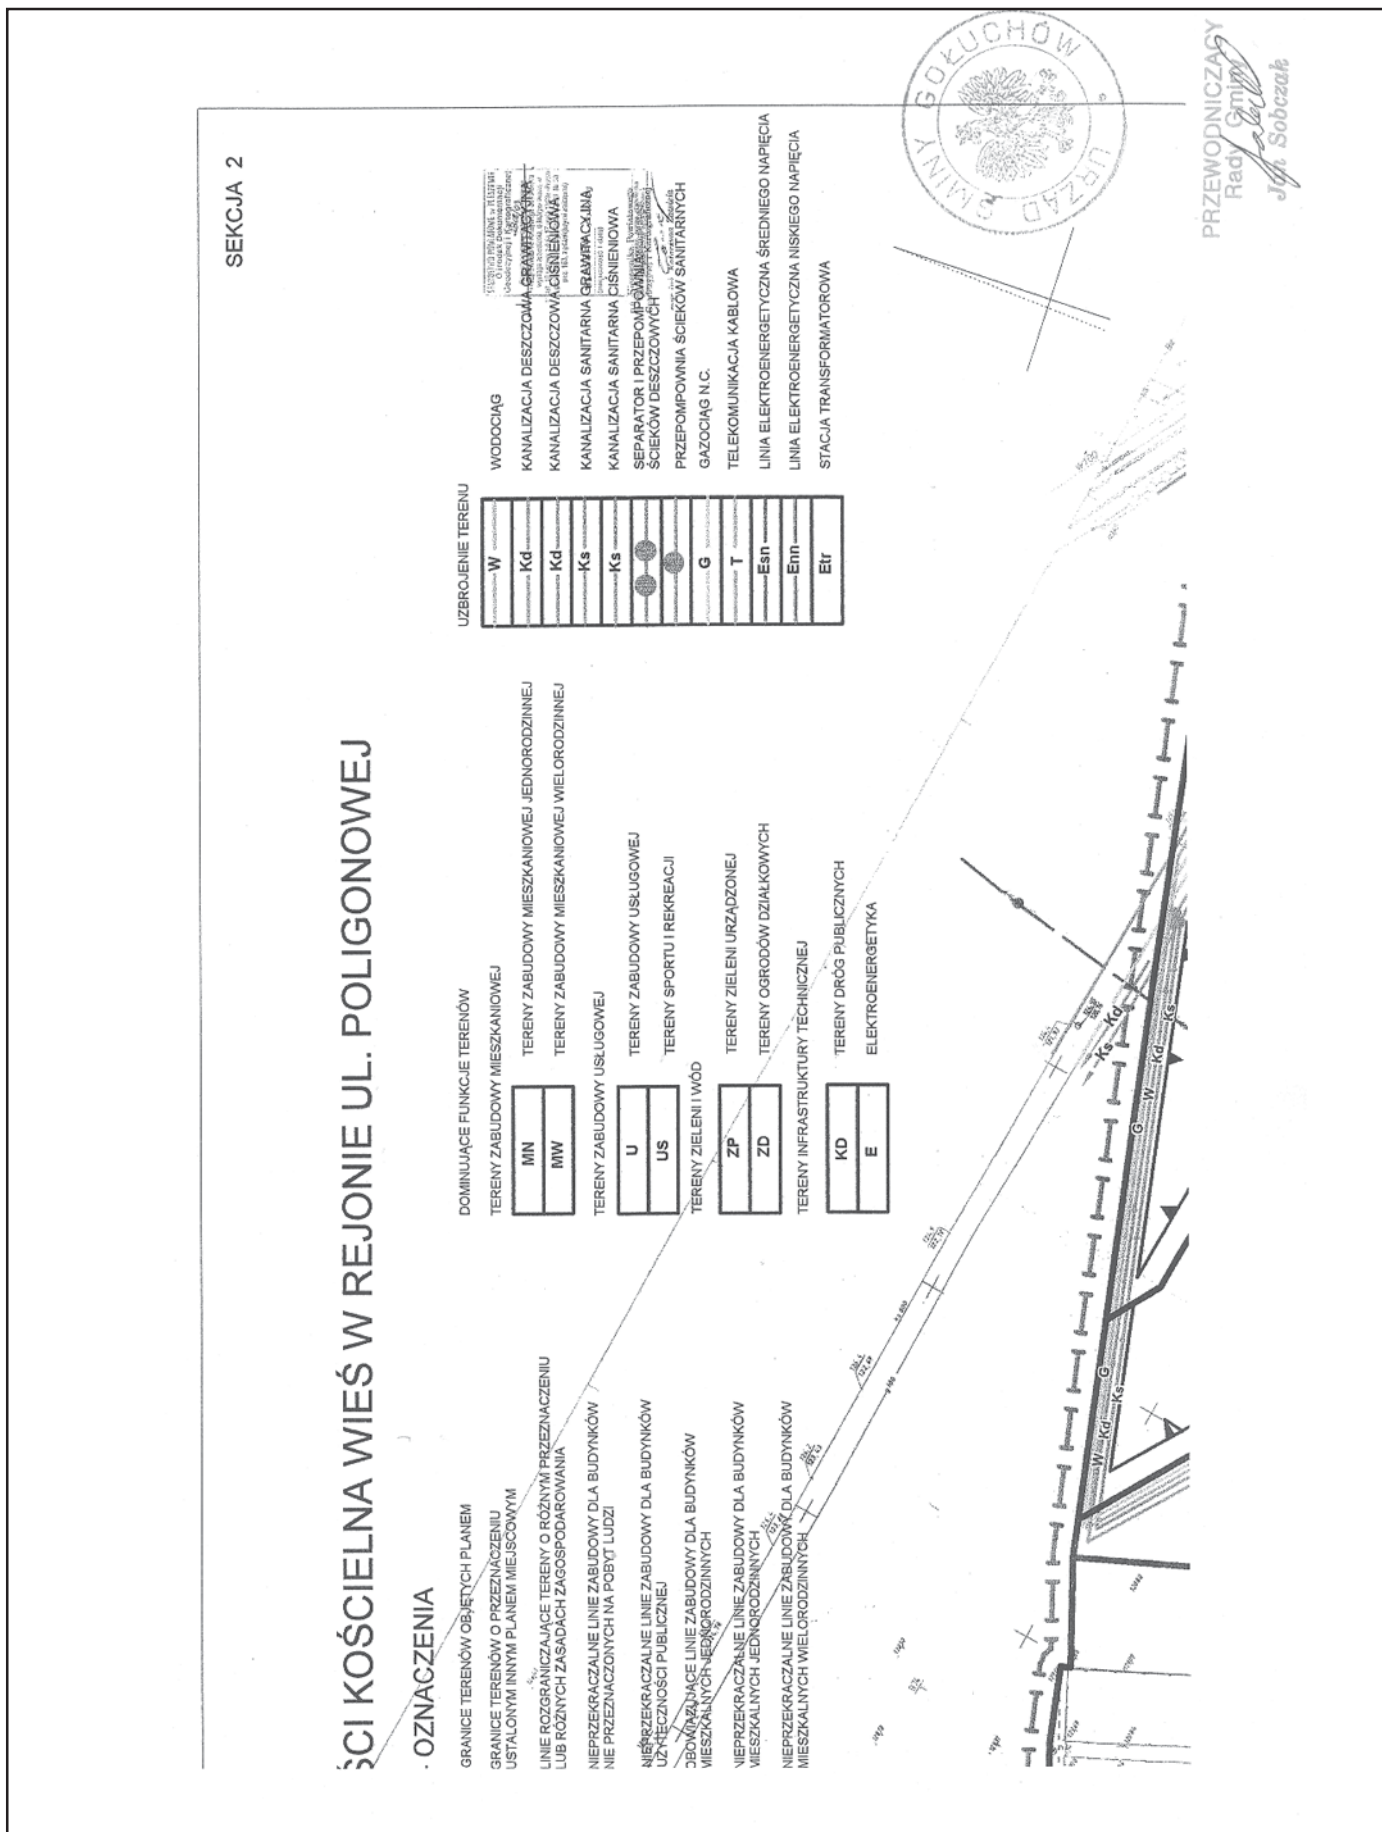 SEKCJA 2
ŚCI KOŚCIELNA WIEŚ W REJONIE UL. POLIGONOWEJ
- OZNACZENIA
GRANICE TERENÓW OBJĘTYCH PLANEM
GRANICE TERENÓW O PRZEZNACZENIU
USTALONYM INNYM PLANEM MIEJSCOWYM
LINIE ROZGRANICZAJĄCE TERENY O RÓŻNYM PRZEZNACZENIU
LUB RÓŻNYCH ZASADACH ZAGOSPODAROWANIA
NIEPRZEKRACZALNE LINIE ZABUDOWY DLA BUDYNKÓW
NIE PRZEZNACZONYCH NA POBYT LUDZI
NIEPRZEKRACZALNE LINIE ZABUDOWY DLA BUDYNKÓW
UŻYTECZNOŚCI PUBLICZNEJ
OBOWIĄZUJĄCE LINIE ZABUDOWY DLA BUDYNKÓW
MIESZKALNYCH JEDNORODZINNYCH
NIEPRZEKRACZALNE LINIE ZABUDOWY DLA BUDYNKÓW
MIESZKALNYCH JEDNORODZINNYCH
NIEPRZEKRACZALNE LINIE ZABUDOWY DLA BUDYNKÓW
MIESZKALNYCH WIELORODZINNYCH
DOMINUJĄCE FUNKCJE TERENÓW
TERENY ZABUDOWY MIESZKANIOWEJ
MN TERENY ZABUDOWY MIESZKANIOWEJ JEDNORODZINNEJ
MW TERENY ZABUDOWY MIESZKANIOWEJ WIELORODZINNEJ
TERENY ZABUDOWY USŁUGOWEJ
U TERENY ZABUDOWY USŁUGOWEJ
US TERENY SPORTU I REKREACJI
TERENY ZIELENI I WÓD
ZP TERENY ZIELENI URZĄDZONEJ
ZD TERENY OGRODÓW DZIAŁKOWYCH
TERENY INFRASTRUKTURY TECHNICZNEJ
KD TERENY DRÓG PUBLICZNYCH
E ELEKTROENERGETYKA
UZBROJENIE TERENU
W WODOCIĄG
Kd KANALIZACJA DESZCZOWA GRAWITACYJNA
Kd KANALIZACJA DESZCZOWA CIŚNIENIOWA
Ks KANALIZACJA SANITARNA GRAWITACYJNA
Ks KANALIZACJA SANITARNA CIŚNIENIOWA
SEPARATOR I PRZEPOMPOWNIA
ŚCIEKÓW DESZCZOWYCH
PRZEPOMPOWNIA ŚCIEKÓW SANITARNYCH
G GAZOCIĄG N.C.
T TELEKOMUNIKACJA KABLOWA
Esn LINIA ELEKTROENERGETYCZNA ŚREDNIEGO NAPIĘCIA
Enn LINIA ELEKTROENERGETYCZNA NISKIEGO NAPIĘCIA
Etr STACJA TRANSFORMATOROWA
URZĄD GMINY GOŁUCHÓW
PRZEWODNICZĄCY
Rady Gminy
Jan Sobczak
Ks Kd
G W Kd Ks
W Kd G Ks